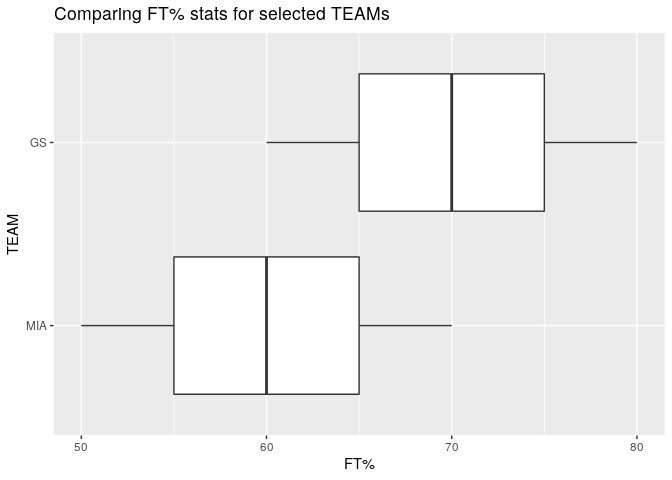 Comparing FT% stats for selected TEAMs
GS
TEAM
MIA
50 60 70 80
FT%